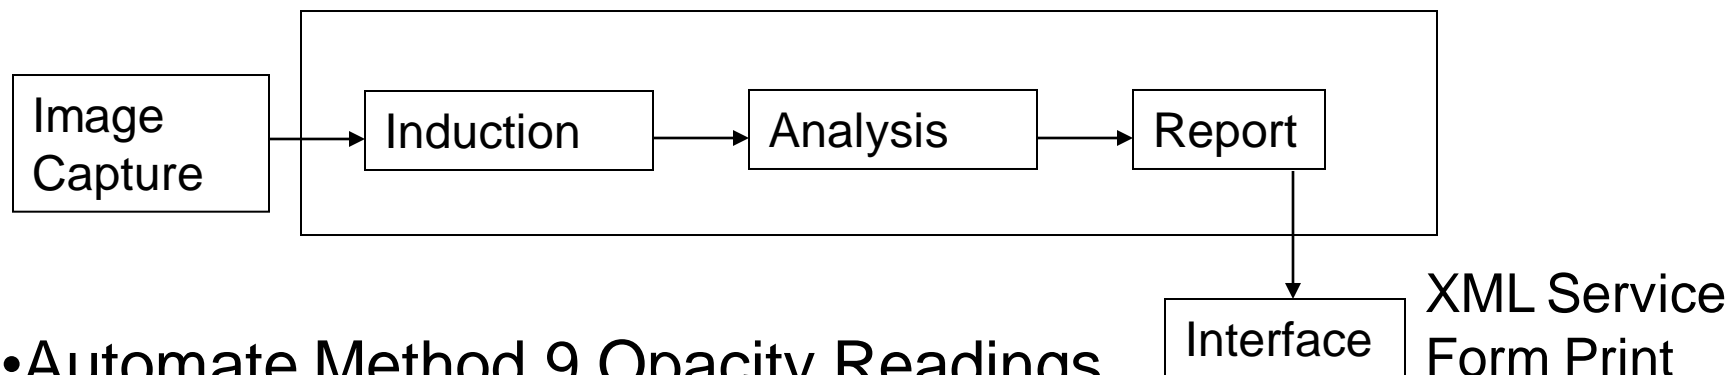 Image
Capture
Induction
Analysis
Report
XML Service
Interface
Form Print
•Automate Method 9 Opacity Readings